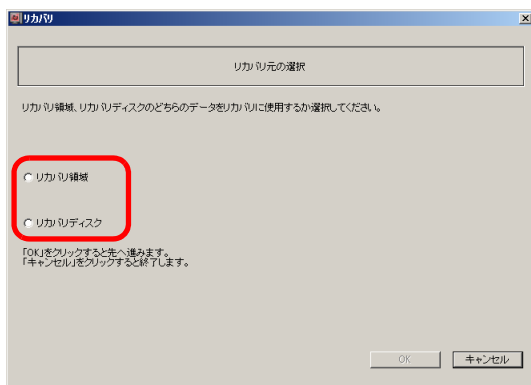 リカバリ
リカバリ元の選択
リカバリ領域、リカバリディスクのどちらのデータをリカバリに使用するか選択してください。
リカバリ領域
リカバリディスク
「OK」をクリックすると先へ進みます。
「キャンセル」をクリックすると終了します。
OK
キャンセル